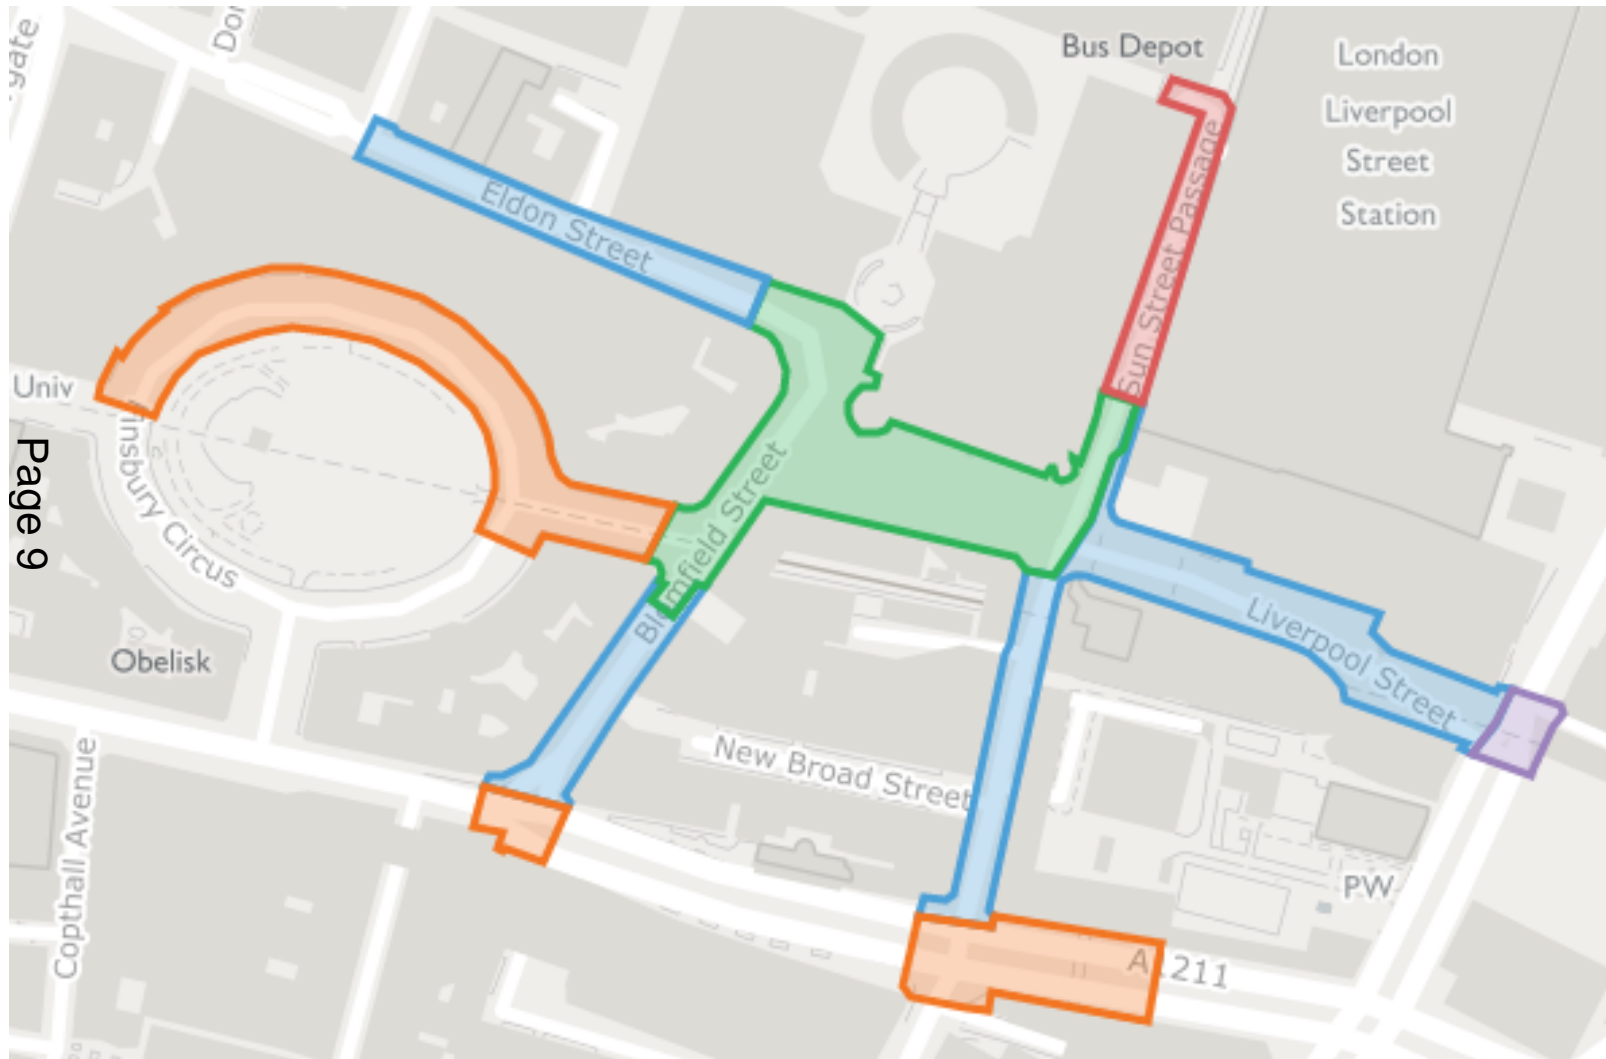 Bus Depot
London
Liverpool
Street
Station
Eldon Street
Sun Street Passage
Univ
Page 9
insbury Circus
mfield Street
Bl
Obelisk
Liverpool Street
New Broad Street
Copthall Avenue
PW
A1211